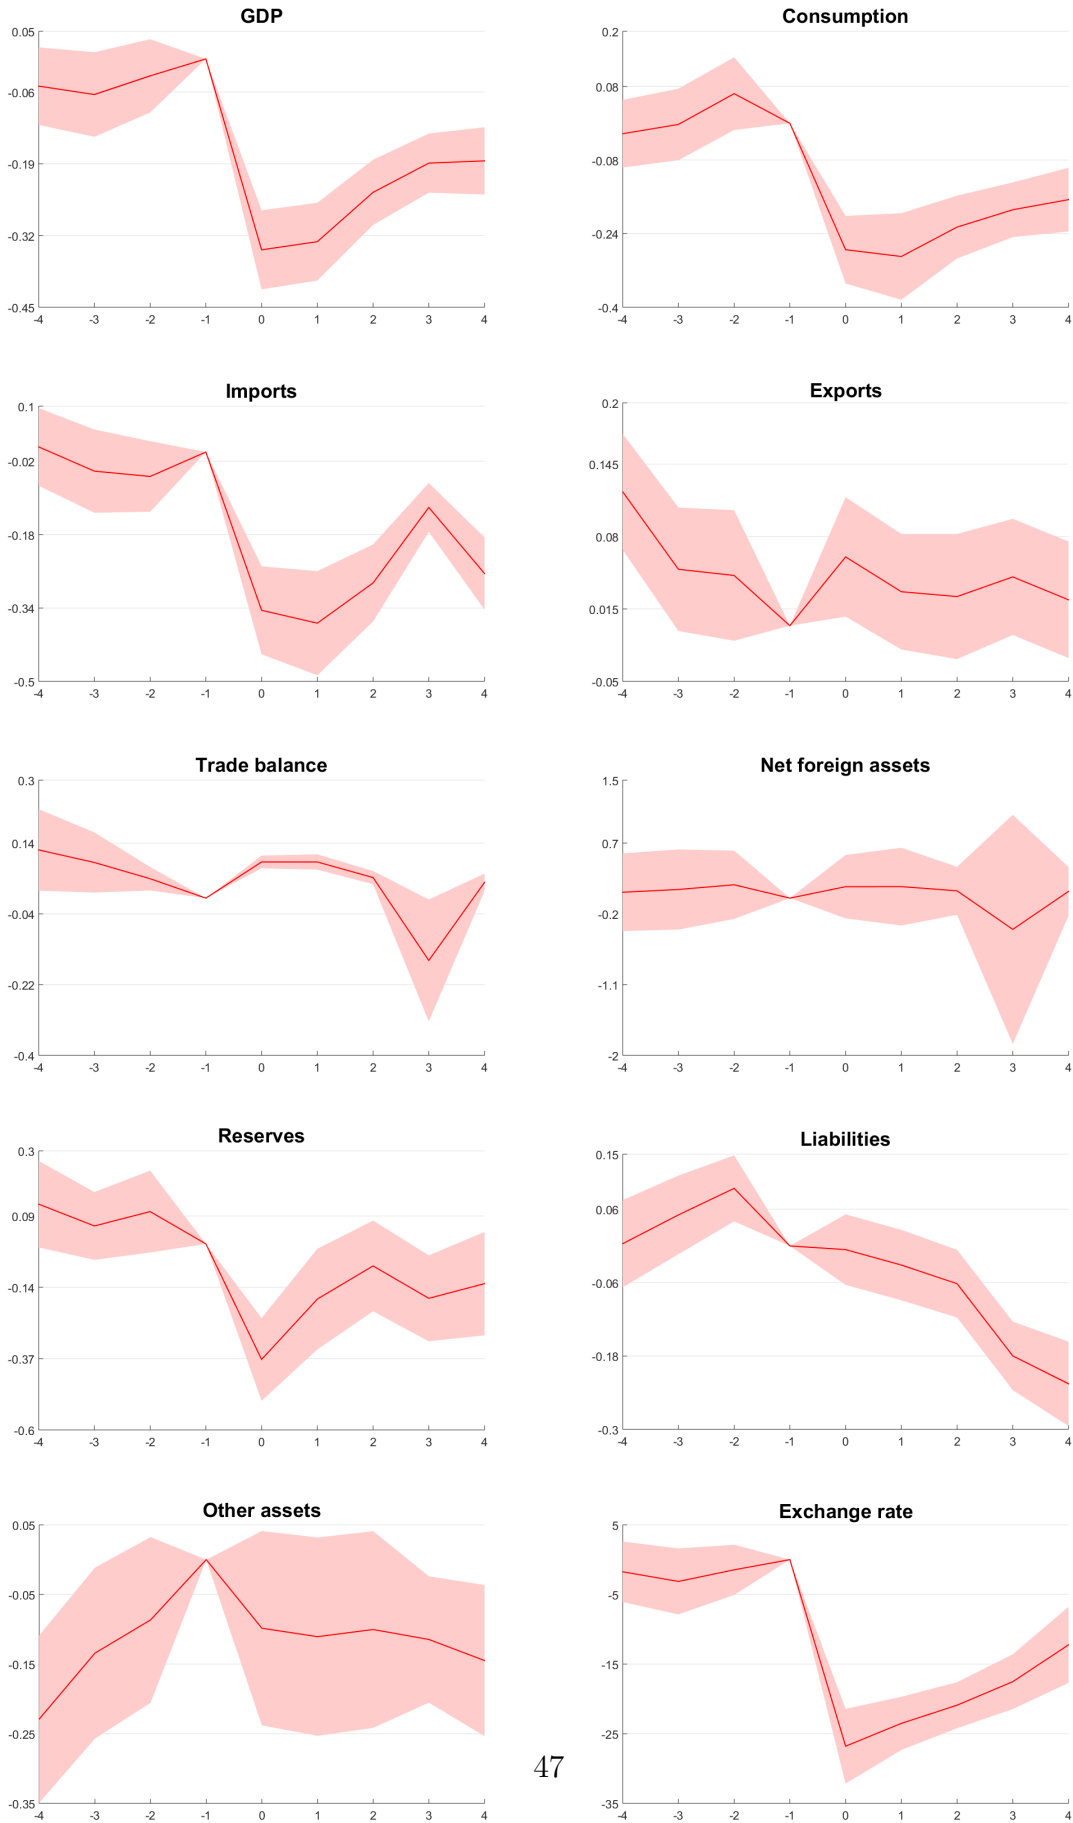 GDP
0.05
-0.06
-0.19
-0.32
-0.45
-4 -3 -2 -1 0 1 2 3 4
Consumption
0.2
0.08
-0.08
-0.24
-0.4
-4 -3 -2 -1 0 1 2 3 4
Imports
0.1
-0.02
-0.18
-0.34
-0.5
-4 -3 -2 -1 0 1 2 3 4
Exports
0.2
0.145
0.08
0.015
-0.05
-4 -3 -2 -1 0 1 2 3 4
Trade balance
0.3
0.14
-0.04
-0.22
-0.4
-4 -3 -2 -1 0 1 2 3 4
Net foreign assets
1.5
0.7
-0.2
-1.1
-2
-4 -3 -2 -1 0 1 2 3 4
Reserves
0.3
0.09
-0.14
-0.37
-0.6
-4 -3 -2 -1 0 1 2 3 4
Liabilities
0.15
0.06
-0.06
-0.18
-0.3
-4 -3 -2 -1 0 1 2 3 4
Other assets
0.05
-0.05
-0.15
-0.25
-0.35
-4 -3 -2 -1 0 1 2 3 4
Exchange rate
5
-5
-15
-25
-35
-4 -3 -2 -1 0 1 2 3 4
47